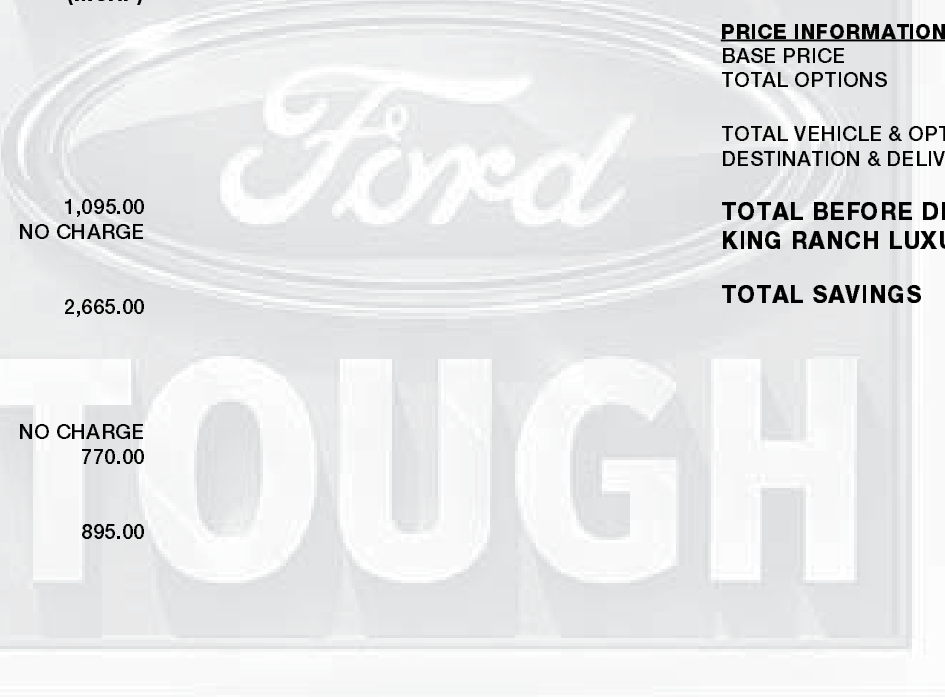 PRICE INFORMATION
BASE PRICE
TOTAL OPTIONS
TOTAL VEHICLE & OPT
DESTINATION & DELIV
TOTAL BEFORE DI
KING RANCH LUXU
TOTAL SAVINGS
1,095.00
NO CHARGE
2,665.00
NO CHARGE
770.00
895.00
Ford
TOUGH